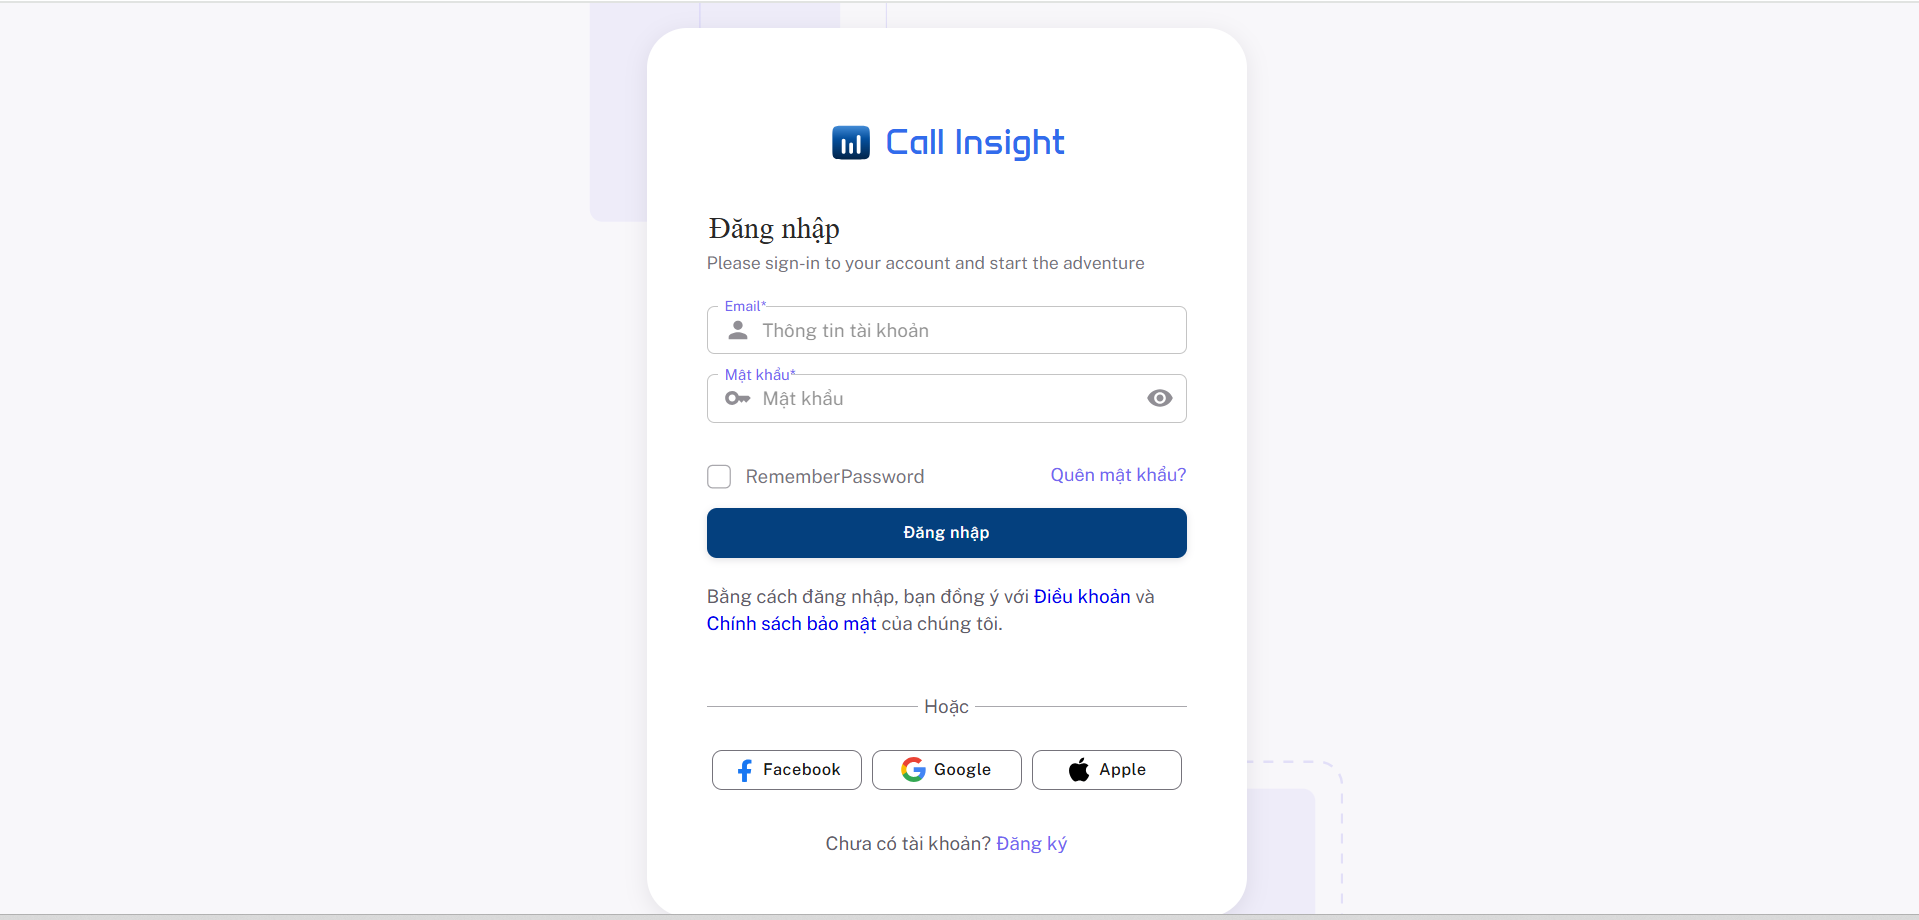 Call Insight
Đăng nhập
Please sign-in to your account and start the adventure
Email*
Thông tin tài khoản
Mật khẩu*
Mật khẩu
RememberPassword
Quên mật khẩu?
Đăng nhập
Bằng cách đăng nhập, bạn đồng ý với Điều khoản và
Chính sách bảo mật của chúng tôi.
Hoặc
Facebook
Google
Apple
Chưa có tài khoản? Đăng ký